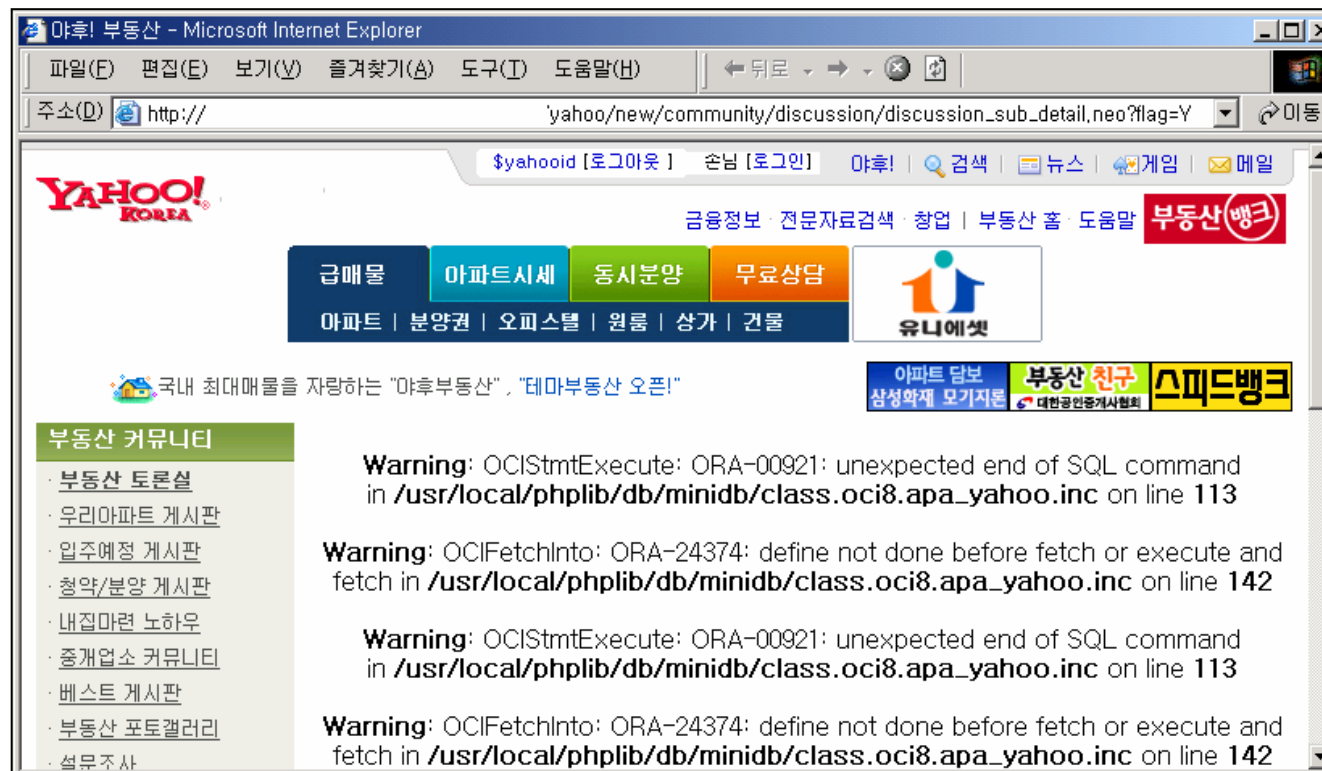 야후! 부동산 - Microsoft Internet Explorer
파일(F) 편집(E) 보기(V) 즐겨찾기(A) 도구(T) 도움말(H) 뒤로
주소(D) http:// 'yahoo/new/community/discussion/discussion_sub_detail.neo?flag=Y 이동
$yahooid [로그아웃 ] 손님 [로그인] 야후! | 검색 | 뉴스 | 게임 | 메일
YAHOO! KOREA
금융정보 · 전문자료검색 · 창업 | 부동산 홈 · 도움말 부동산뱅크
급매물 아파트시세 동시분양 무료상담
아파트 | 분양권 | 오피스텔 | 원룸 | 상가 | 건물
유니에셋
국내 최대매물을 자랑하는 "야후부동산" , "테마부동산 오픈!"
아파트 담보
삼성화재 모기지론
부동산 친구
대한공인중개사협회
스피드뱅크
부동산 커뮤니티
· 부동산 토론실
· 우리아파트 게시판
· 입주예정 게시판
· 청약/분양 게시판
· 내집마련 노하우
· 중개업소 커뮤니티
· 베스트 게시판
· 부동산 포토갤러리
· 설문조사
Warning: OCIStmtExecute: ORA-00921: unexpected end of SQL command
in /usr/local/phplib/db/minidb/class.oci8.apa_yahoo.inc on line 113
Warning: OCIFetchInto: ORA-24374: define not done before fetch or execute and
fetch in /usr/local/phplib/db/minidb/class.oci8.apa_yahoo.inc on line 142
Warning: OCIStmtExecute: ORA-00921: unexpected end of SQL command
in /usr/local/phplib/db/minidb/class.oci8.apa_yahoo.inc on line 113
Warning: OCIFetchInto: ORA-24374: define not done before fetch or execute and
fetch in /usr/local/phplib/db/minidb/class.oci8.apa_yahoo.inc on line 142